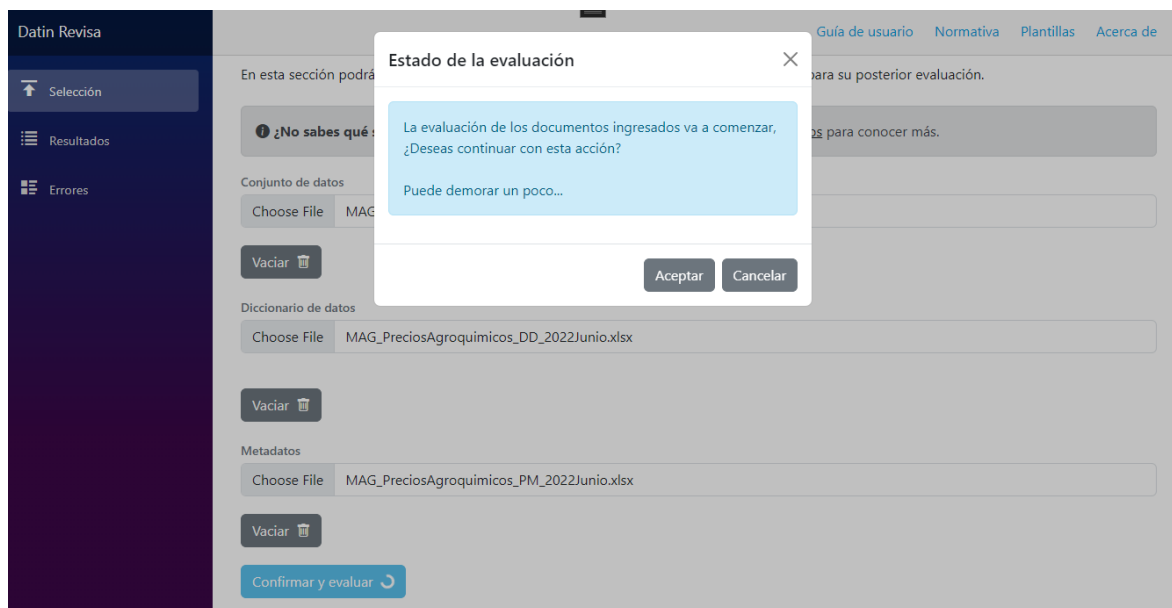 Datin Revisa
Guía de usuario Normativa Plantillas Acerca de
Selección
Resultados
Errores
En esta sección podrá
para su posterior evaluación.
¿No sabes qué
para conocer más.
Estado de la evaluación
La evaluación de los documentos ingresados va a comenzar,
¿Deseas continuar con esta acción?
Puede demorar un poco...
Aceptar Cancelar
Conjunto de datos
Choose File MAG
Vaciar
Diccionario de datos
Choose File MAG_PreciosAgroquimicos_DD_2022Junio.xlsx
Vaciar
Metadatos
Choose File MAG_PreciosAgroquimicos_PM_2022Junio.xlsx
Vaciar
Confirmar y evaluar